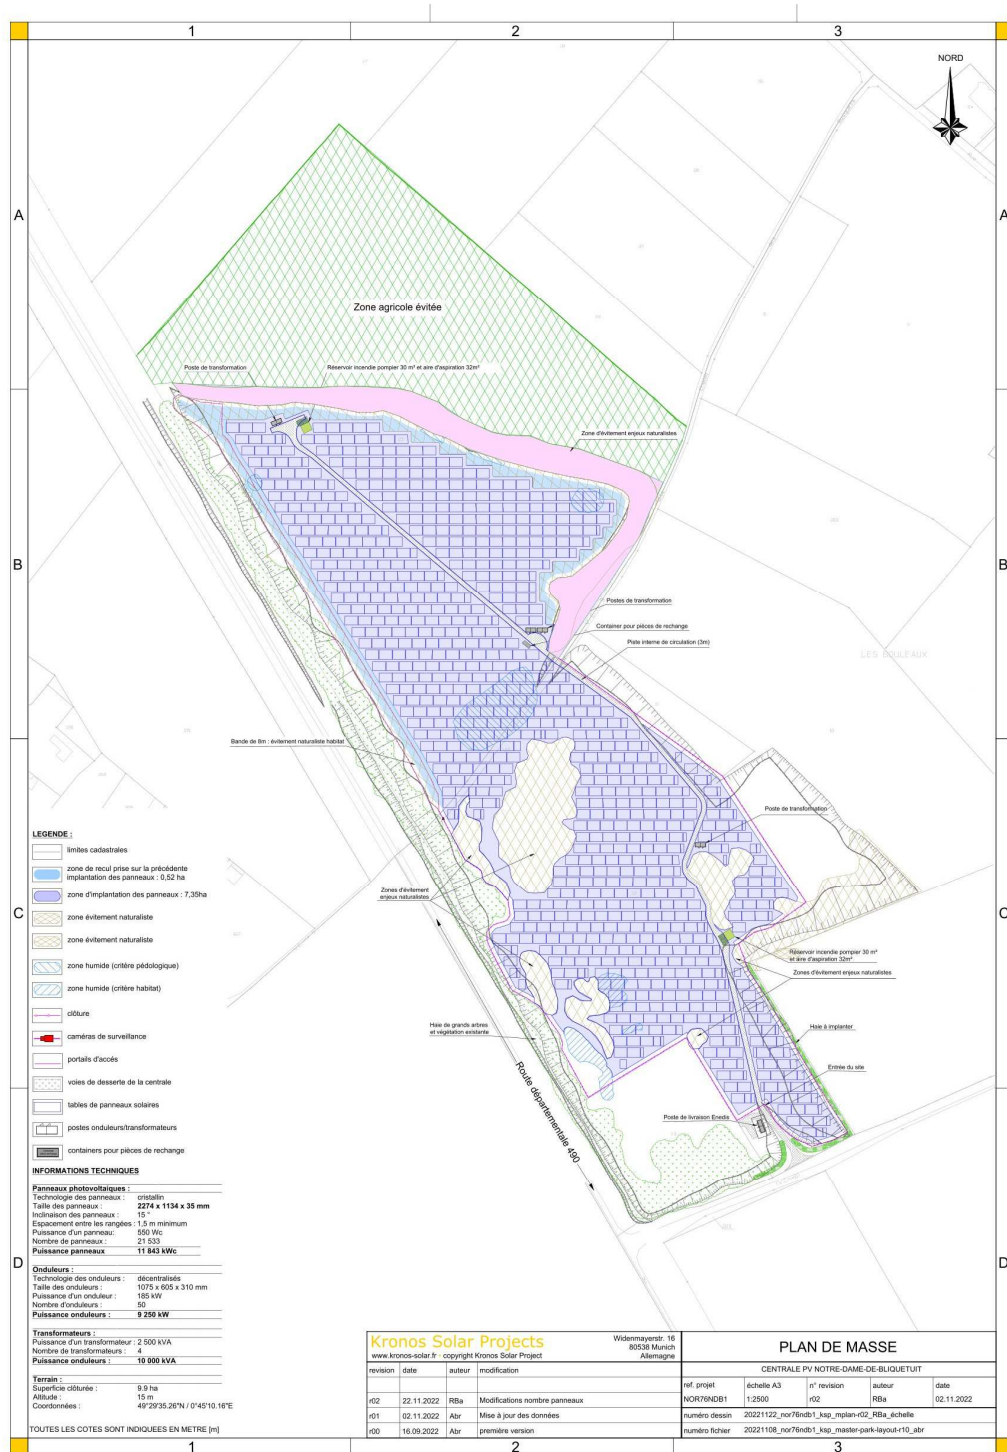 1
2
3
NORD
A
A
Zone agricole évitée
Poste de transformation
Réservoir incendie pompier 30 m³ et aire d'aspiration 32m²
Zone d'évitement enjeux naturalistes
B
B
Postes de transformation
Container pour pièces de rechange
Piste interne de circulation (3m)
LES BOULEAUX
Bande de 8m : évitement naturaliste habitat
Poste de transformation
C
C
Zones d'évitement
enjeux naturalistes
Réservoir incendie pompier 30 m³
et aire d'aspiration 32m²
Zones d'évitement enjeux naturalistes
Haie de grands arbres
et végétation existante
Haie à implanter
Entrée du site
Route départementale 490
Poste de livraison Enedis
LEGENDE :
limites cadastrales
zone de recul prise sur la précédente
implantation des panneaux : 0,52 ha
zone d'implantation des panneaux : 7,35ha
zone évitement naturaliste
zone évitement naturaliste
zone humide (critère pédologique)
zone humide (critère habitat)
clôture
caméras de surveillance
portails d'accés
voies de desserte de la centrale
tables de panneaux solaires
postes onduleurs/transformateurs
containers pour pièces de rechange
INFORMATIONS TECHNIQUES
Panneaux photovoltaiques :
Technologie des panneaux : cristallin
Taille des panneaux : 2274 x 1134 x 35 mm
Inclinaison des panneaux : 15 °
Espacement entre les rangées : 1,5 m minimum
Puissance d'un panneau: 550 Wc
Nombre de panneaux : 21 533
Puissance panneaux 11 843 kWc
D
D
Onduleurs :
Technologie des onduleurs : décentralisés
Taille des onduleurs : 1075 x 605 x 310 mm
Puissance d'un onduleur : 185 kW
Nombre d'onduleurs : 50
Puissance onduleurs : 9 250 kW
Transformateurs :
Puissance d'un transformateur : 2 500 kVA
Nombre de transformateurs : 4
Puissance onduleurs : 10 000 kVA
Terrain :
Superficie clôturée : 9.9 ha
Altitude : 15 m
Coordonnées : 49°29'35.26"N / 0°45'10.16"E
TOUTES LES COTES SONT INDIQUEES EN METRE [m]
Kronos Solar Projects
www.kronos-solar.fr - copyright Kronos Solar Project
Widenmayerstr. 16
80538 Munich
Allemagne
revision date auteur modification
r02 22.11.2022 RBa Modifications nombre panneaux
r01 02.11.2022 Abr Mise à jour des données
r00 16.09.2022 Abr première version
PLAN DE MASSE
CENTRALE PV NOTRE-DAME-DE-BLIQUETUIT
ref. projet échelle A3 n° revision auteur date
NOR76NDB1 1:2500 r02 RBa 02.11.2022
numéro dessin 20221122_nor76ndb1_ksp_mplan-r02_RBa_échelle
numéro fichier 20221108_nor76ndb1_ksp_master-park-layout-r10_abr
1
2
3